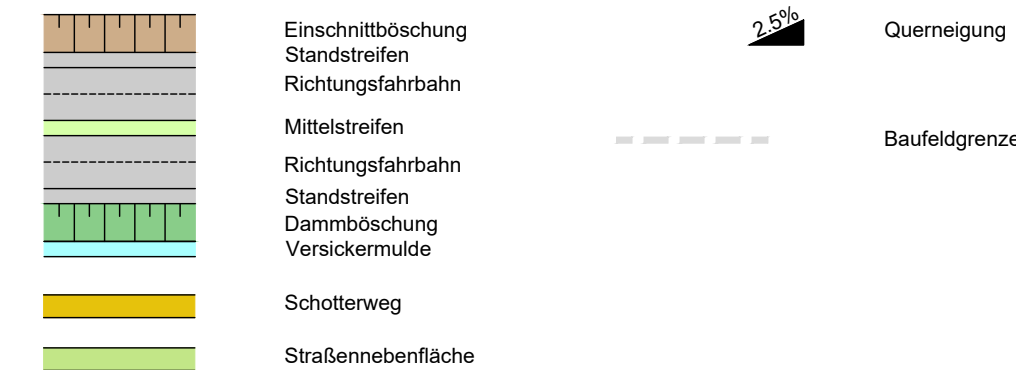 Einschnittböschung
Standstreifen
Richtungsfahrbahn
Mittelstreifen
Richtungsfahrbahn
Standstreifen
Dammböschung
Versickermulde
Schotterweg
Straßennebenfläche
2.5%
Querneigung
Baufeldgrenze